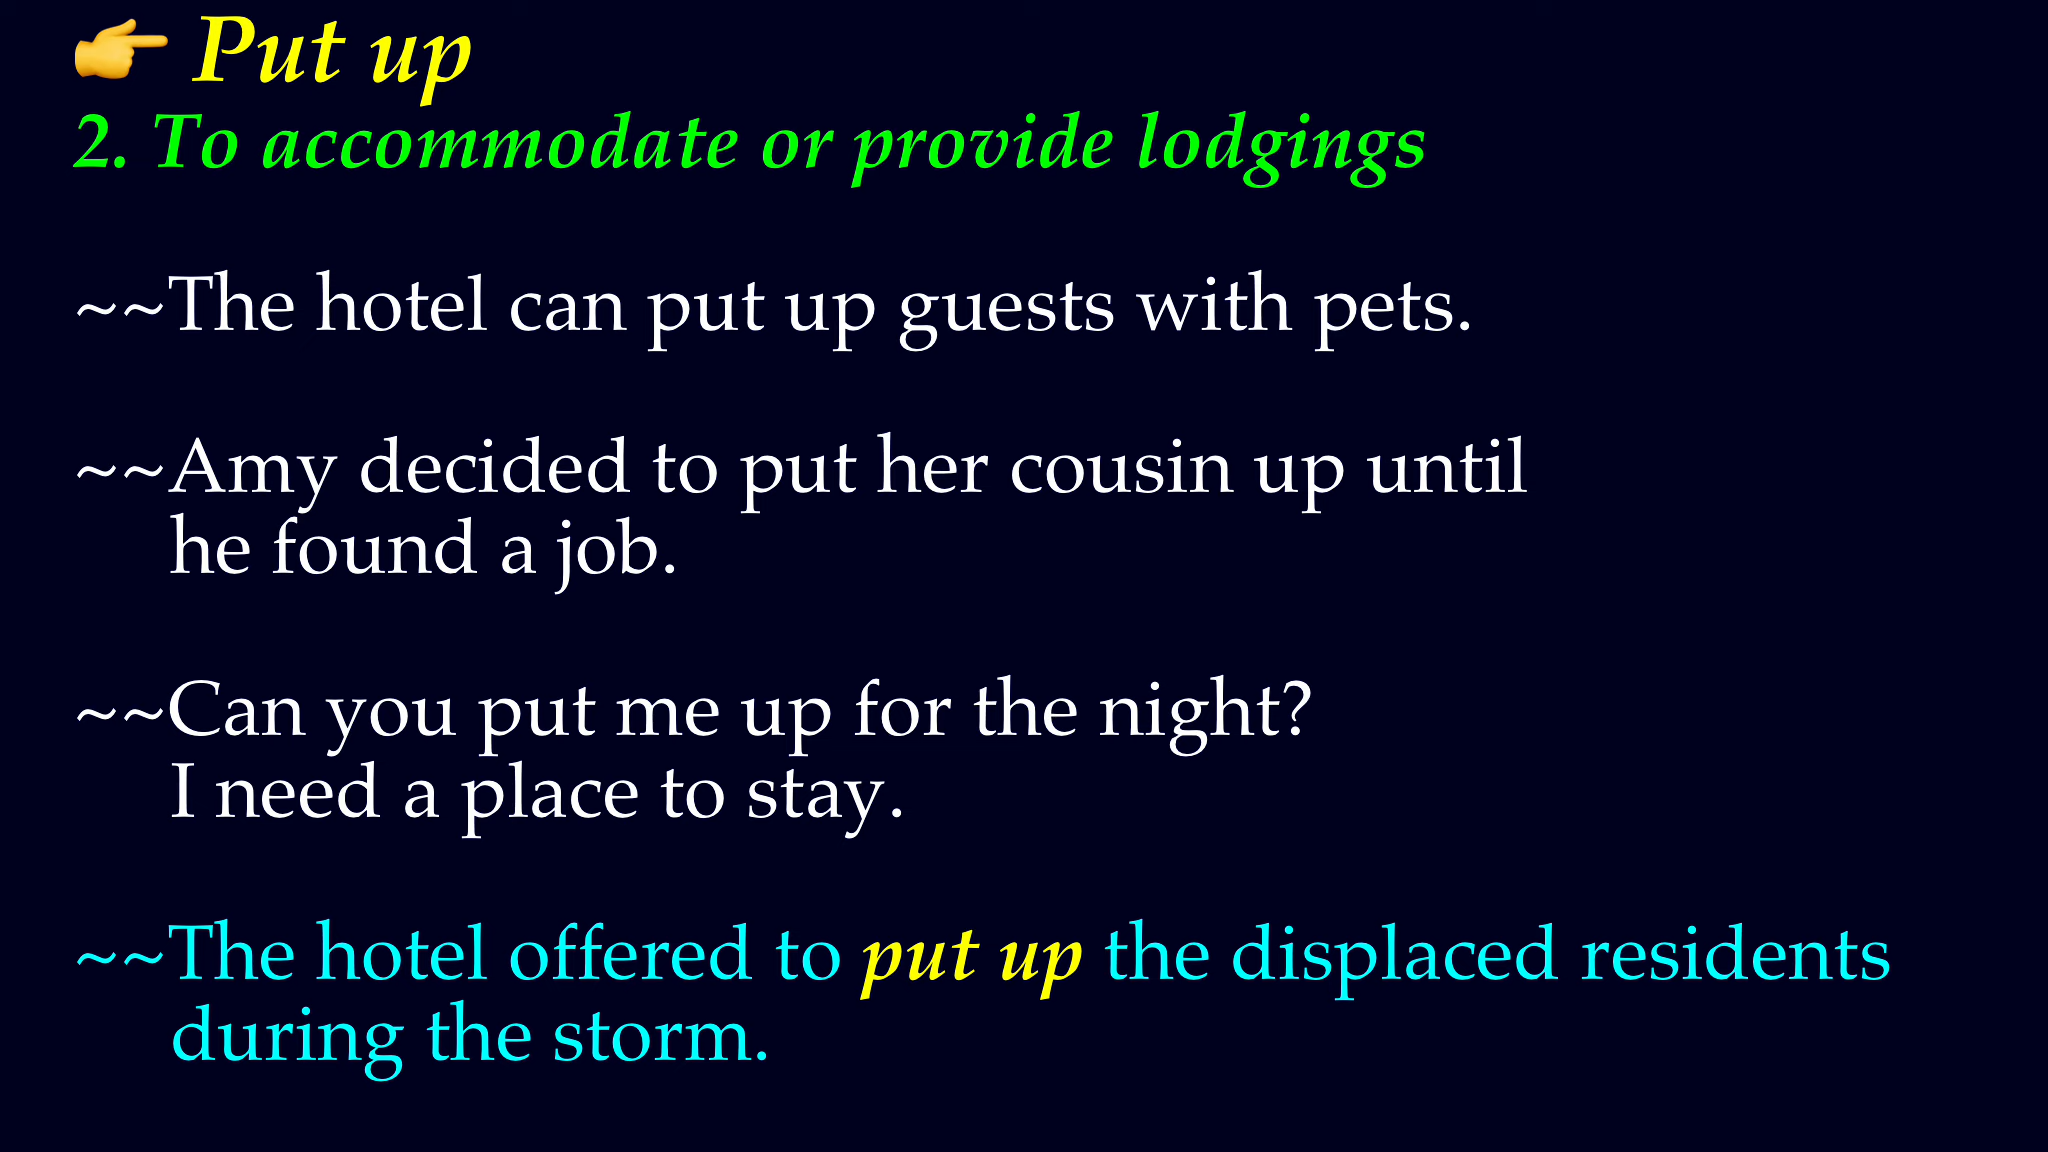 👉 Put up
2. To accommodate or provide lodgings
~~The hotel can put up guests with pets.
~~Amy decided to put her cousin up until
he found a job.
~~Can you put me up for the night?
I need a place to stay.
~~The hotel offered to put up the displaced residents
during the storm.